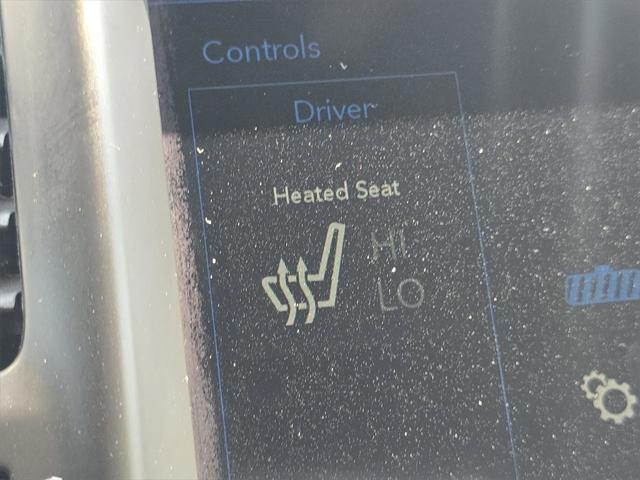 Controls
Driver
Heated Seat
HI
LO